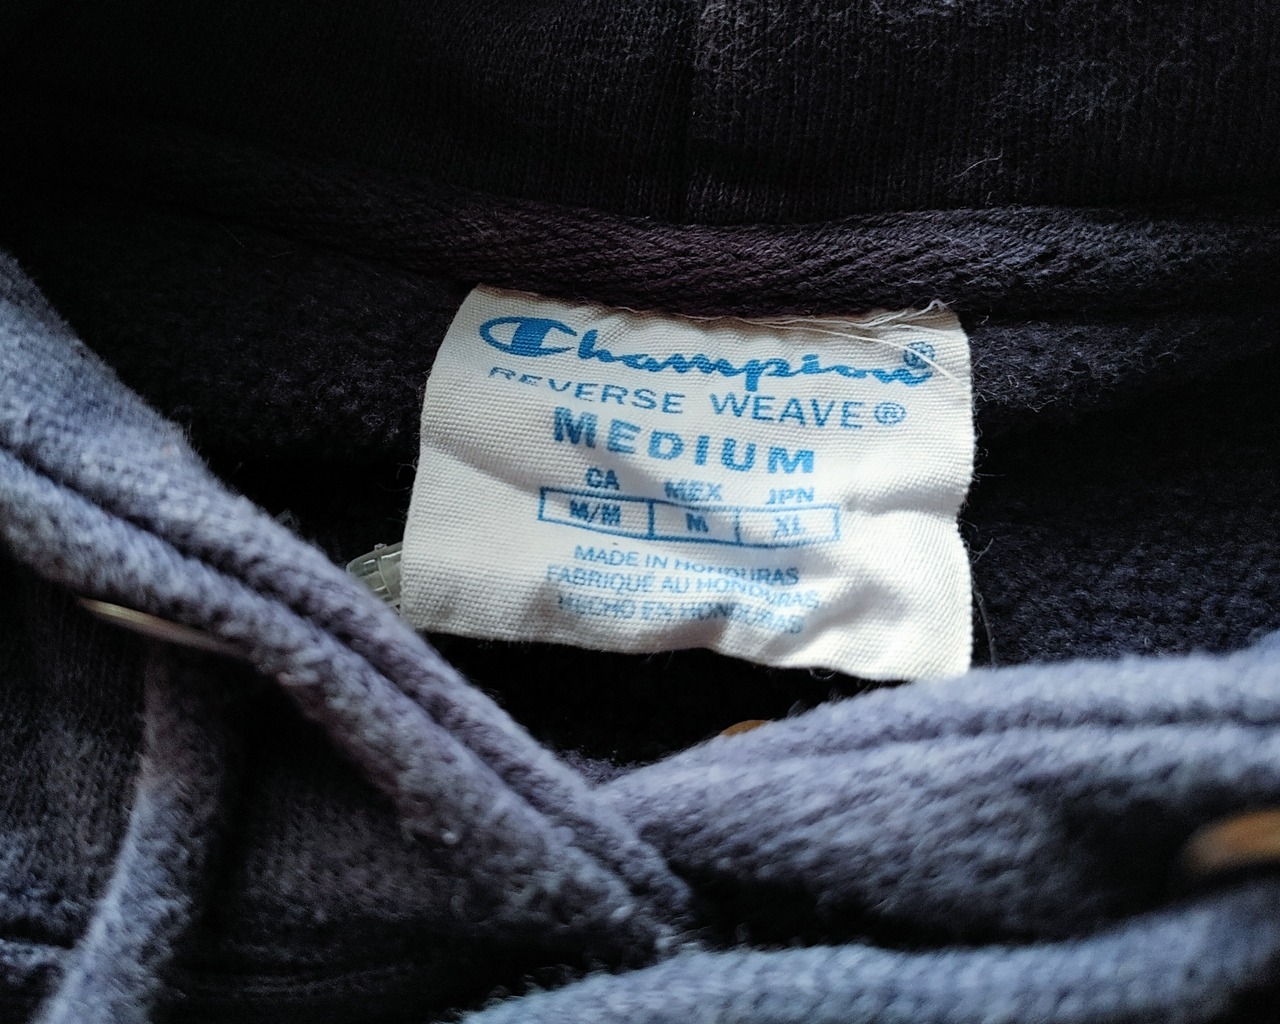 Champion®
REVERSE WEAVE®
MEDIUM
CA MEX JPN
M/M M XL
MADE IN HONDURAS
FABRIQUÉ AU HONDURAS
HECHO EN HONDURAS